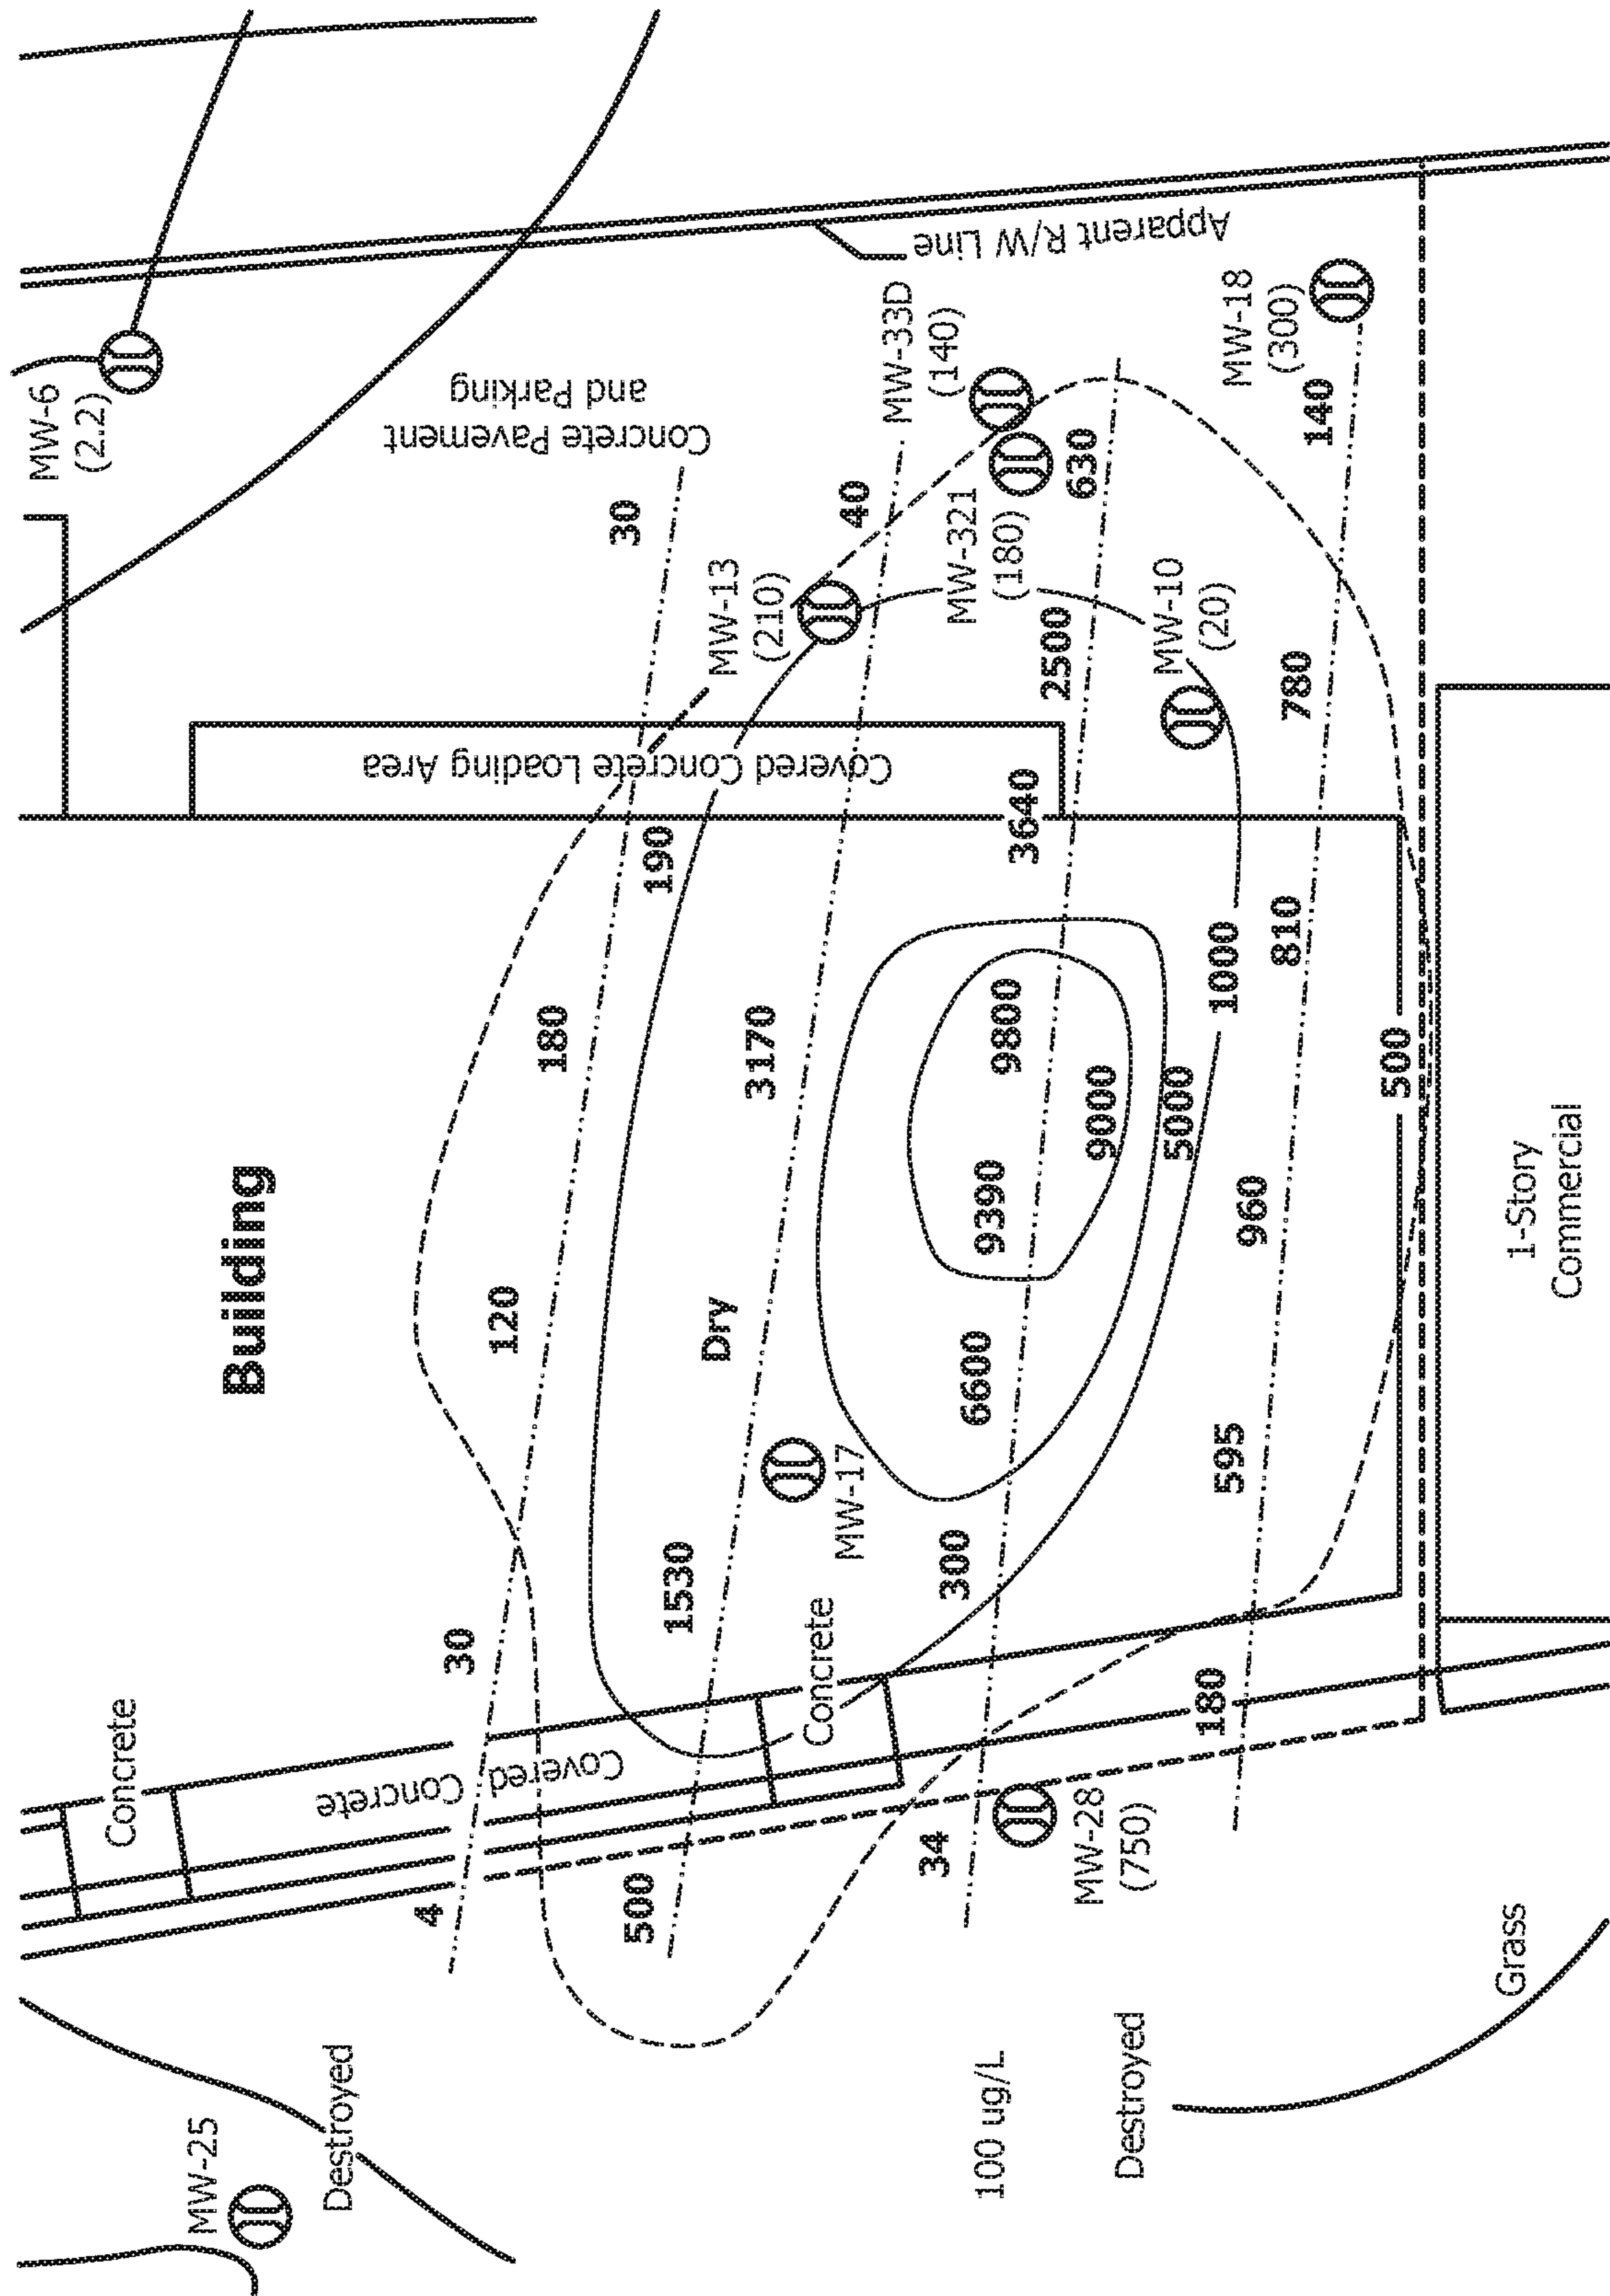 MW-6
(2.2)
Building
Concrete Pavement
and Parking
Covered Concrete Loading Area
Apparent R/W Line
MW-25
Destroyed
Concrete
Covered
Concrete
4
30
120
180
190
30
MW-13
(210)
500
1530
Dry
3170
40
MW-33D
(140)
MW-17
Concrete
34
300
6600
9390
9800
3640
2500
630
MW-321
(180)
MW-28
(750)
9000
5000
1000
MW-10
(20)
180
595
960
810
780
140
MW-18
(300)
500
100 ug/L
Destroyed
Grass
1-Story
Commercial